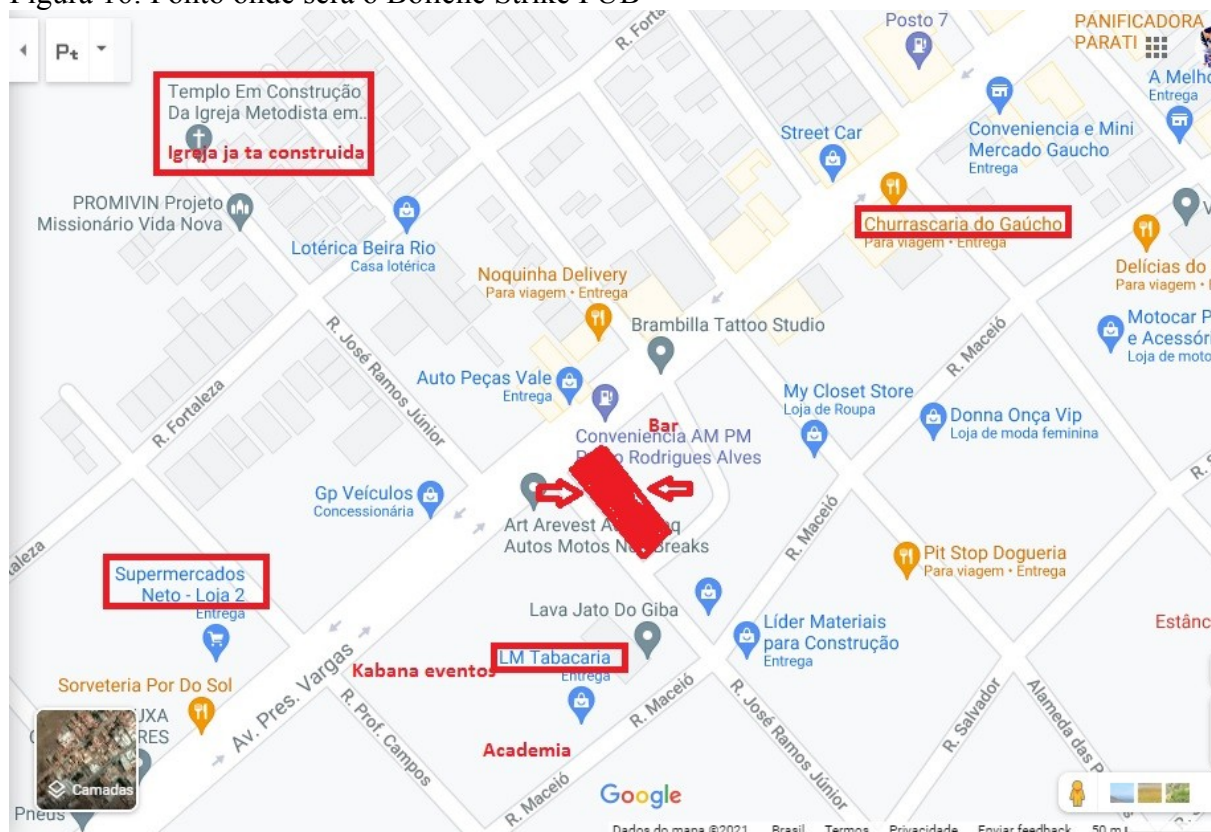 Figura 10: Ponto onde será o Boliche Strike PUB
R. Fortaleza
Posto 7
PANIFICADORA
PARATI
Pt
Templo Em Construção
Da Igreja Metodista em...
Igreja ja ta construida
A Melho
Entrega
Street Car
Conveniencia e Mini
Mercado Gaucho
Entrega
PROMIVIN Projeto
Missionário Vida Nova
Churrascaria do Gaúcho
Para viagem • Entrega
Lotérica Beira Rio
Casa lotérica
Noquinha Delivery
Para viagem • Entrega
Delícias do
Para viagem •
Brambilla Tattoo Studio
Motocar P
e Acessóri
Loja de moto
R. José Ramos Júnior
R. Maceió
Auto Peças Vale
Entrega
My Closet Store
Loja de Roupa
R. Fortaleza
Bar
Donna Onça Vip
Loja de moda feminina
Conveniencia AM PM
Rodrigues Alves
Gp Veículos
Concessionária
Art Arevest
Autos Motos
R. Maceió
Pit Stop Dogueria
Para viagem • Entrega
Supermercados
Neto - Loja 2
Entrega
Lava Jato Do Giba
Líder Materiais
para Construção
Entrega
Estânc
LM Tabacaria
Entrega
Kabana eventos
Sorveteria Por Do Sol
Av. Pres. Vargas
R. Prof. Campos
R. Maceió
R. José Ramos Júnior
R. Salvador
Alameda das P
UXA
RES
Academia
Camadas
Pneus
R. Maceió
Google
Dados do mapa ©2021 Brasil Termos Privacidade Enviar feedback 50 m